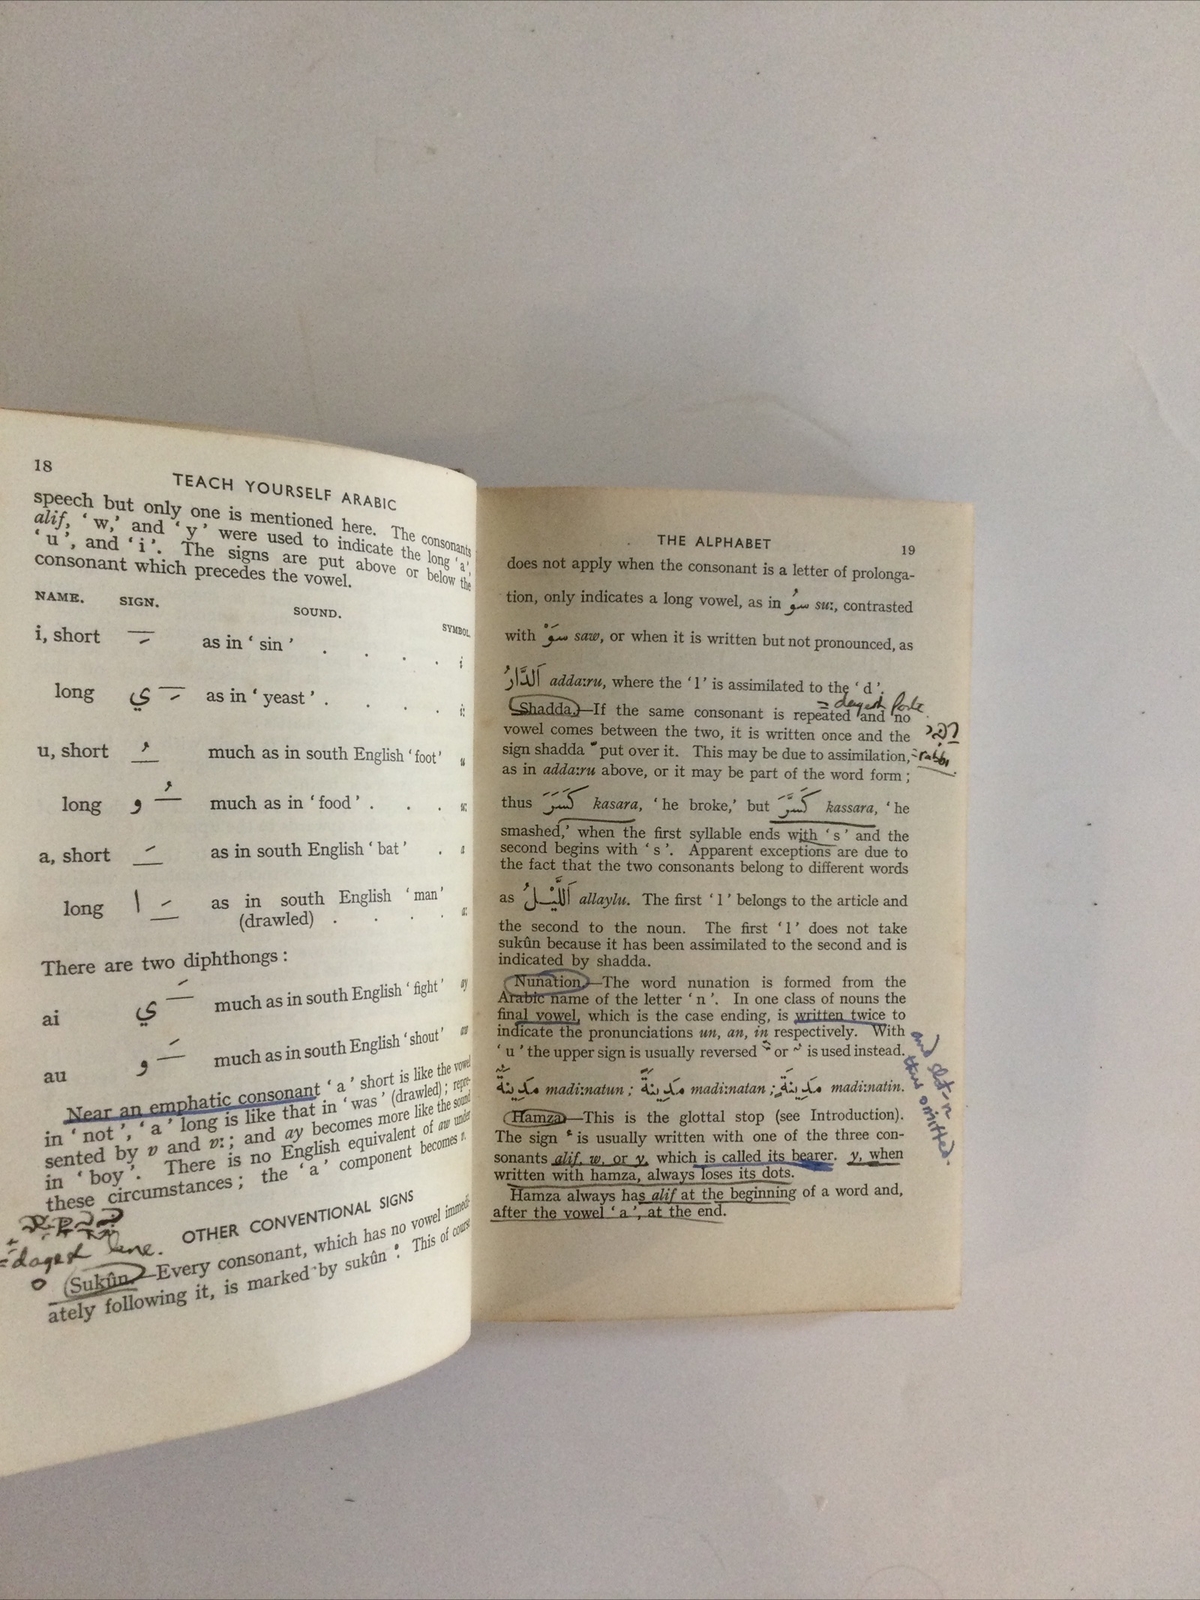 18
TEACH YOURSELF ARABIC
speech but only one is mentioned here. The consonants
alif, ‘w,’ and ‘y’ were used to indicate the long ‘a’,
‘u’, and ‘i’. The signs are put above or below the
consonant which precedes the vowel.
NAME. SIGN. SOUND. SYMBOL.
i, short ـِ as in ‘sin’ . . . . i
long ـِ ي as in ‘yeast’ . . . . i:
u, short ـُ much as in south English ‘foot’ u
long ـُ و much as in ‘food’ . . . u:
a, short ـَ as in south English ‘bat’ . a
long ـَ ا as in south English ‘man’
(drawled) . . . . a:
There are two diphthongs:
ai ـَ ي much as in south English ‘fight’ ay
au ـَ و much as in south English ‘shout’ aw
Near an emphatic consonant ‘a’ short is like the vowel
in ‘not’, ‘a’ long is like that in ‘was’ (drawled); repre-
sented by v and v:; and ay becomes more like the sound
in ‘boy’. There is no English equivalent of aw under
these circumstances; the ‘a’ component becomes v.
OTHER CONVENTIONAL SIGNS
= dagesh lene.
Sukûn.—Every consonant, which has no vowel immedi-
ately following it, is marked by sukûn ْ. This of course
THE ALPHABET 19
does not apply when the consonant is a letter of prolonga-
tion, only indicates a long vowel, as in سُو su:, contrasted
with سَوْ saw, or when it is written but not pronounced, as
اَلدَّارُ adda:ru, where the ‘l’ is assimilated to the ‘d’.
= dagesh forte
Shadda.—If the same consonant is repeated and no
vowel comes between the two, it is written once and the
sign shadda ّ put over it. This may be due to assimilation, = rabbi
as in adda:ru above, or it may be part of the word form;
thus كَسَرَ kasara, ‘he broke,’ but كَسَّرَ kassara, ‘he
smashed,’ when the first syllable ends with ‘s’ and the
second begins with ‘s’. Apparent exceptions are due to
the fact that the two consonants belong to different words
as اَللَّيْلُ allaylu. The first ‘l’ belongs to the article and
the second to the noun. The first ‘l’ does not take
sukûn because it has been assimilated to the second and is
indicated by shadda.
Nunation.—The word nunation is formed from the
Arabic name of the letter ‘n’. In one class of nouns the
final vowel, which is the case ending, is written twice to
indicate the pronunciations un, an, in respectively. With
‘u’ the upper sign is usually reversed or is used instead.
مَدِينَةٌ madi:natun; مَدِينَةً madi:natan; مَدِينَةٍ madi:natin.
and thus omitted.
Hamza—This is the glottal stop (see Introduction).
The sign ء is usually written with one of the three con-
sonants alif, w, or y, which is called its bearer. y, when
written with hamza, always loses its dots.
Hamza always has alif at the beginning of a word and,
after the vowel ‘a’, at the end.